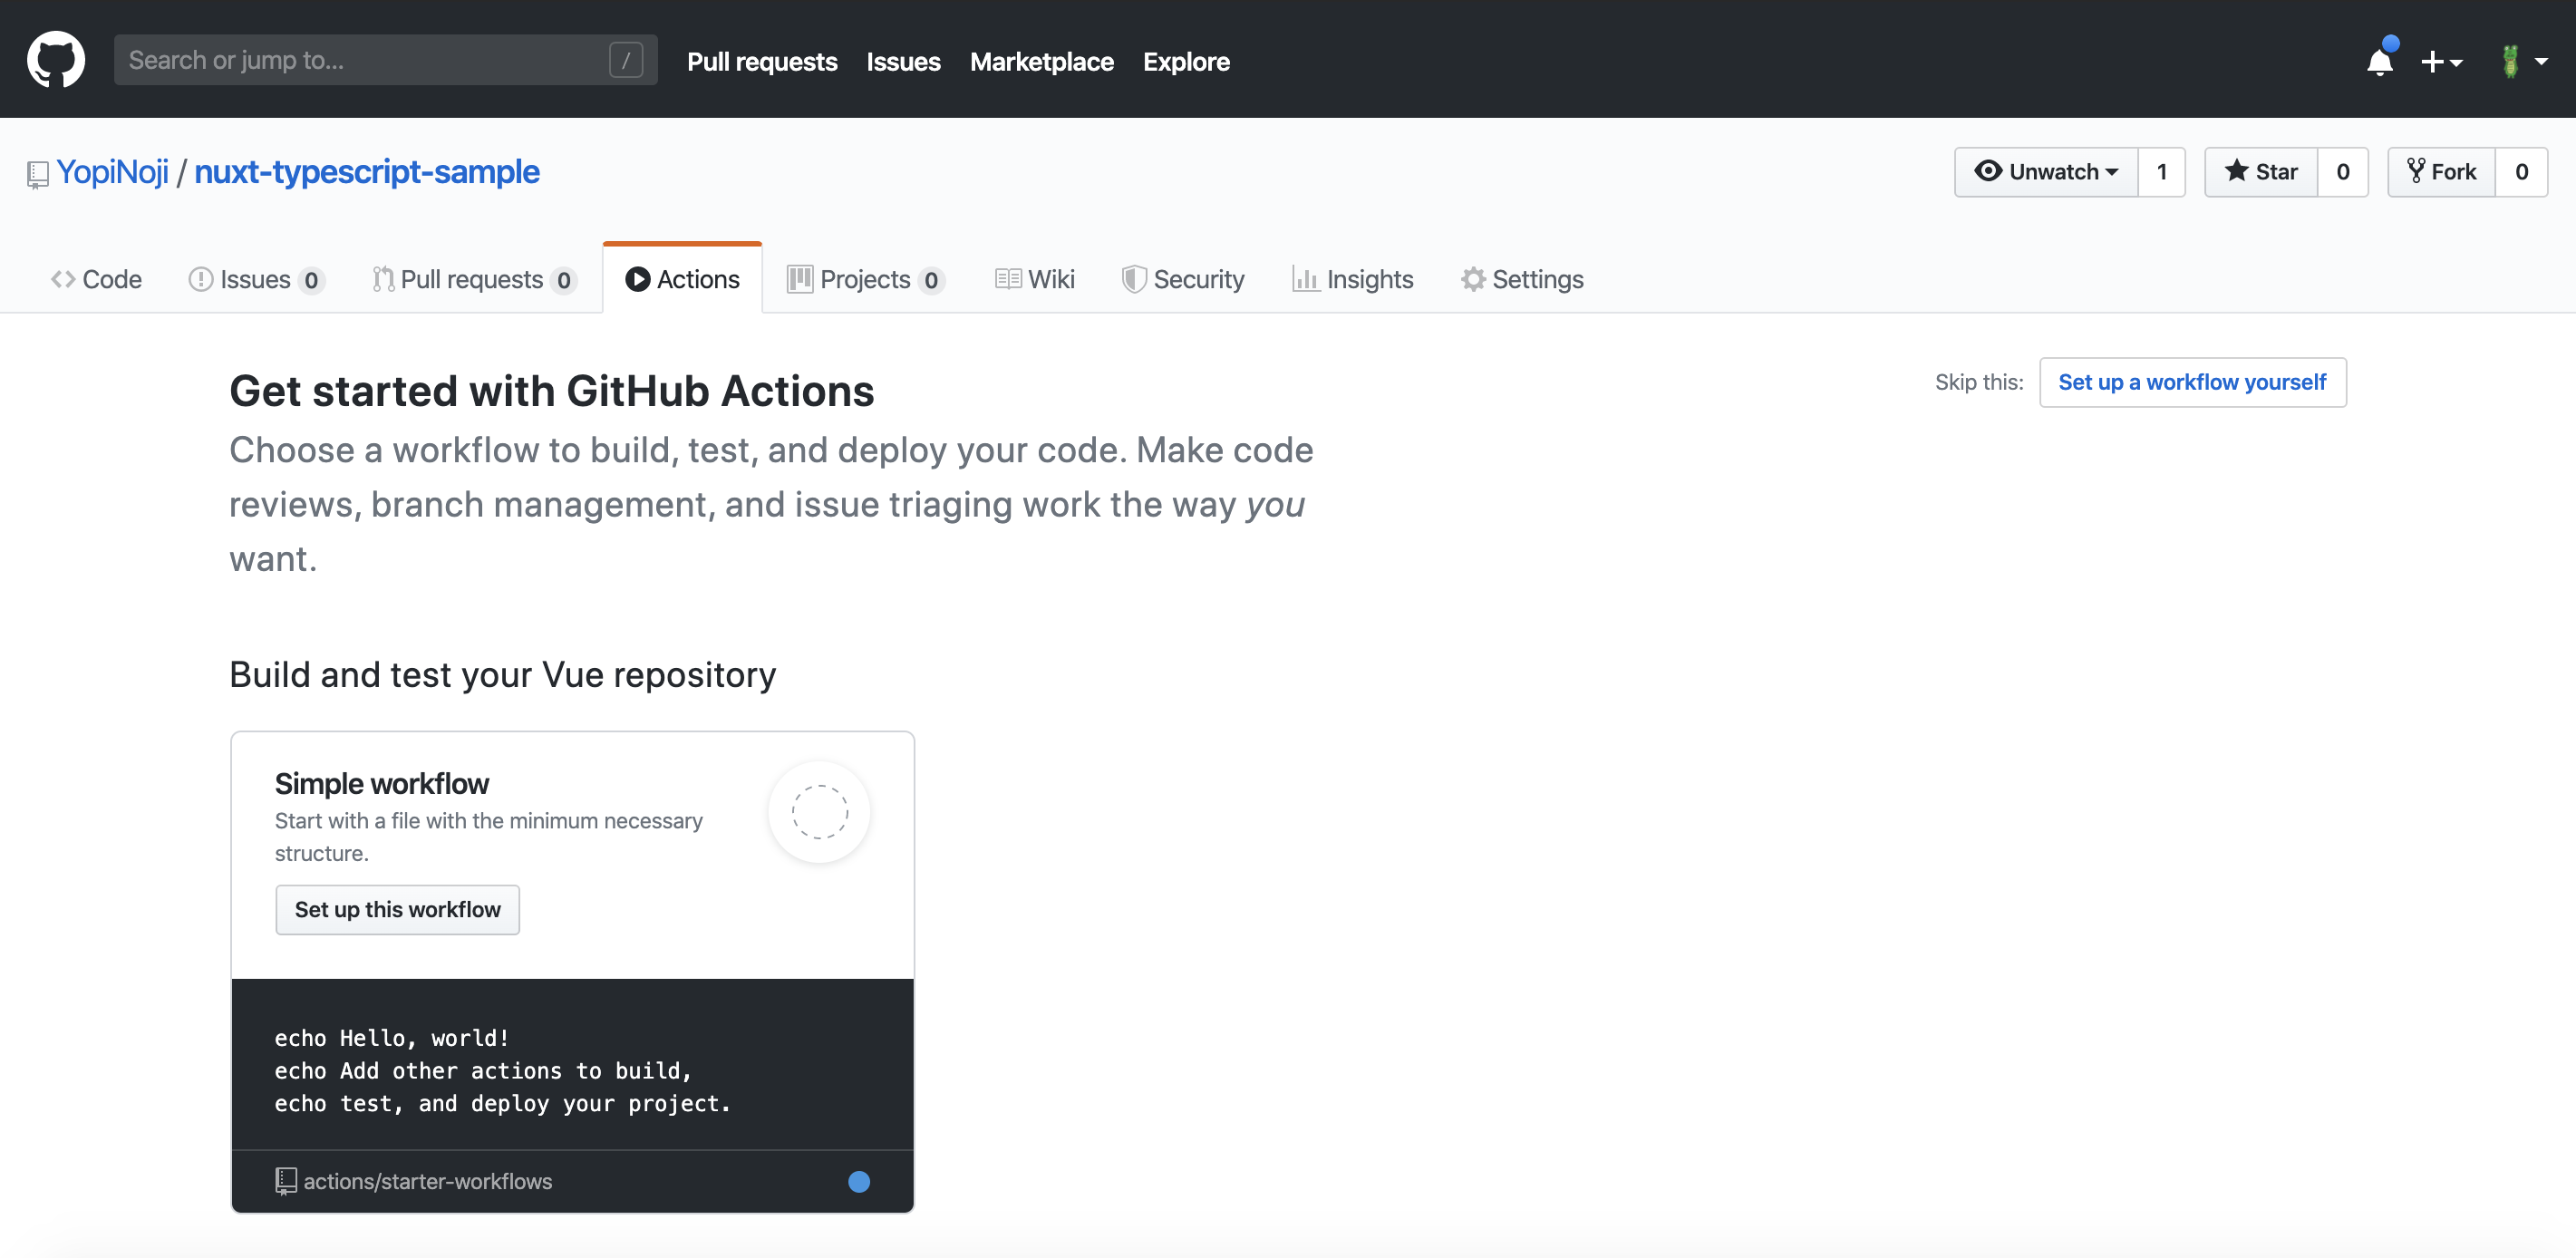 Search or jump to... /
Pull requests Issues Marketplace Explore
YopiNoji / nuxt-typescript-sample
Unwatch 1 Star 0 Fork 0
Code Issues 0 Pull requests 0 Actions Projects 0 Wiki Security Insights Settings
Get started with GitHub Actions
Skip this: Set up a workflow yourself
Choose a workflow to build, test, and deploy your code. Make code
reviews, branch management, and issue triaging work the way you
want.
Build and test your Vue repository
Simple workflow
Start with a file with the minimum necessary
structure.
Set up this workflow
echo Hello, world!
echo Add other actions to build,
echo test, and deploy your project.
actions/starter-workflows